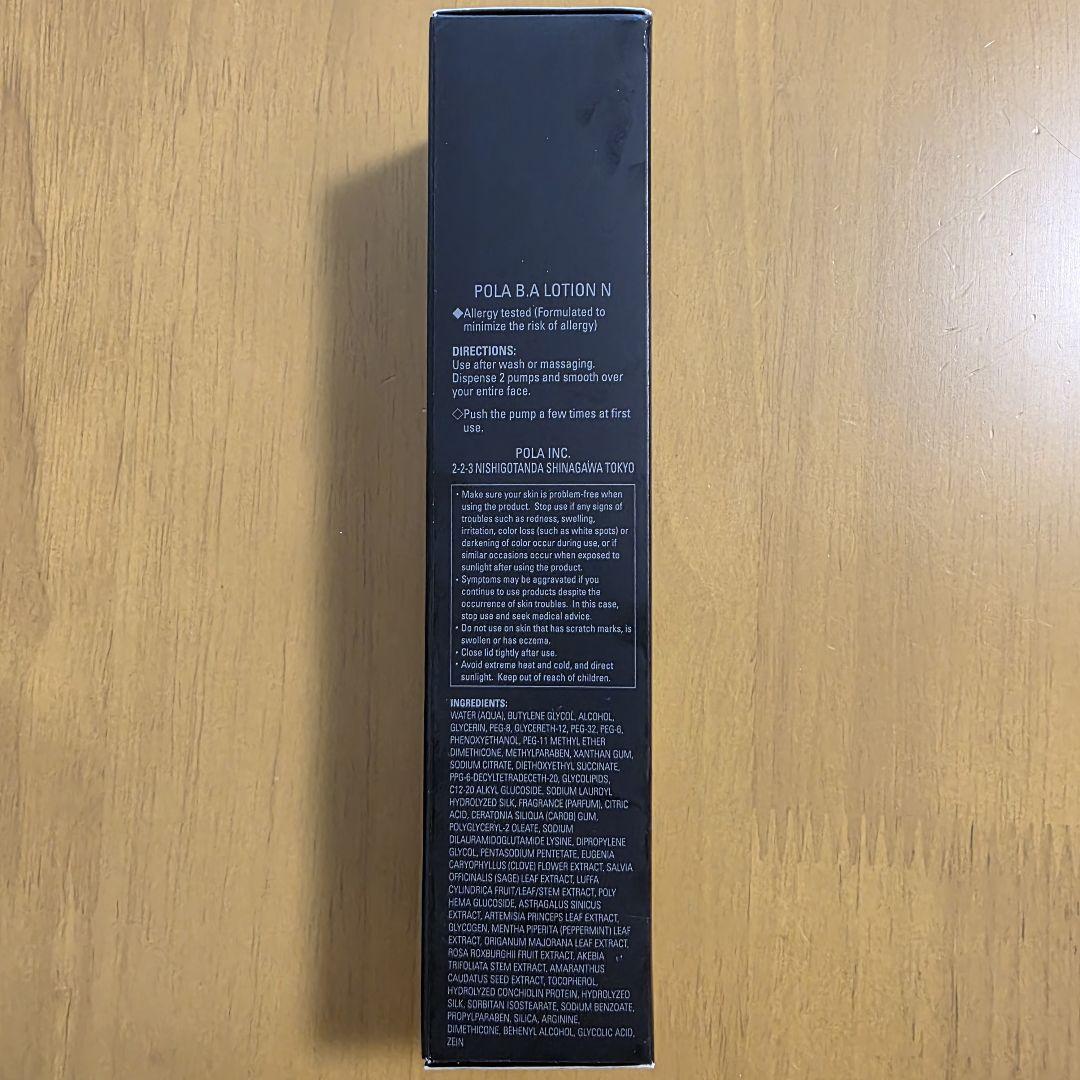 POLA B.A LOTION N
◆Allergy tested (Formulated to
minimize the risk of allergy)
DIRECTIONS:
Use after wash or massaging.
Dispense 2 pumps and smooth over
your entire face.
◇Push the pump a few times at first
use.
POLA INC.
2-2-3 NISHIGOTANDA SHINAGAWA TOKYO
• Make sure your skin is problem-free when
using the product. Stop use if any signs of
troubles such as redness, swelling,
irritation, color loss (such as white spots) or
darkening of color occur during use, or if
similar occasions occur when exposed to
sunlight after using the product.
• Symptoms may be aggravated if you
continue to use products despite the
occurrence of skin troubles. In this case,
stop use and seek medical advice.
• Do not use on skin that has scratch marks, is
swollen or has eczema.
• Close lid tightly after use.
• Avoid extreme heat and cold, and direct
sunlight. Keep out of reach of children.
INGREDIENTS:
WATER (AQUA), BUTYLENE GLYCOL, ALCOHOL,
GLYCERIN, PEG-8, GLYCERETH-12, PEG-32, PEG-6,
PHENOXYETHANOL, PEG-11 METHYL ETHER
DIMETHICONE, METHYLPARABEN, XANTHAN GUM,
SODIUM CITRATE, DIETHOXYETHYL SUCCINATE,
PPG-6-DECYLTETRADECETH-20, GLYCOLIPIDS,
C12-20 ALKYL GLUCOSIDE, SODIUM LAUROYL
HYDROLYZED SILK, FRAGRANCE (PARFUM), CITRIC
ACID, CERATONIA SILIQUA (CAROB) GUM,
POLYGLYCERYL-2 OLEATE, SODIUM
DILAURAMIDOGLUTAMIDE LYSINE, DIPROPYLENE
GLYCOL, PENTASODIUM PENTETATE, EUGENIA
CARYOPHYLLUS (CLOVE) FLOWER EXTRACT, SALVIA
OFFICINALIS (SAGE) LEAF EXTRACT, LUFFA
CYLINDRICA FRUIT/LEAF/STEM EXTRACT, POLY
HEMA GLUCOSIDE, ASTRAGALUS SINICUS
EXTRACT, ARTEMISIA PRINCEPS LEAF EXTRACT,
GLYCOGEN, MENTHA PIPERITA (PEPPERMINT) LEAF
EXTRACT, ORIGANUM MAJORANA LEAF EXTRACT,
ROSA ROXBURGHII FRUIT EXTRACT, AKEBIA
TRIFOLIATA STEM EXTRACT, AMARANTHUS
CAUDATUS SEED EXTRACT, TOCOPHEROL,
HYDROLYZED CONCHIOLIN PROTEIN, HYDROLYZED
SILK, SORBITAN ISOSTEARATE, SODIUM BENZOATE,
PROPYLPARABEN, SILICA, ARGININE,
DIMETHICONE, BEHENYL ALCOHOL, GLYCOLIC ACID,
ZEIN